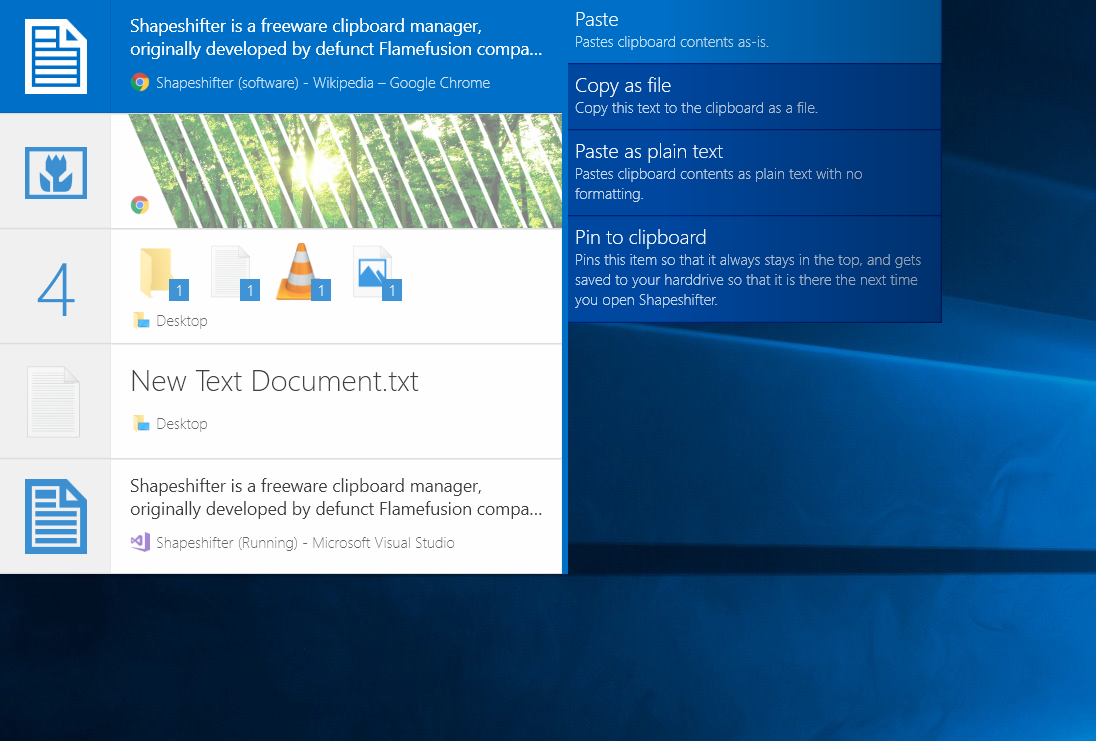 Shapeshifter is a freeware clipboard manager,
originally developed by defunct Flamefusion compa...
Shapeshifter (software) - Wikipedia – Google Chrome
4
1 1 1 1
Desktop
New Text Document.txt
Desktop
Shapeshifter is a freeware clipboard manager,
originally developed by defunct Flamefusion compa...
Shapeshifter (Running) - Microsoft Visual Studio
Paste
Pastes clipboard contents as-is.
Copy as file
Copy this text to the clipboard as a file.
Paste as plain text
Pastes clipboard contents as plain text with no
formatting.
Pin to clipboard
Pins this item so that it always stays in the top, and gets
saved to your harddrive so that it is there the next time
you open Shapeshifter.